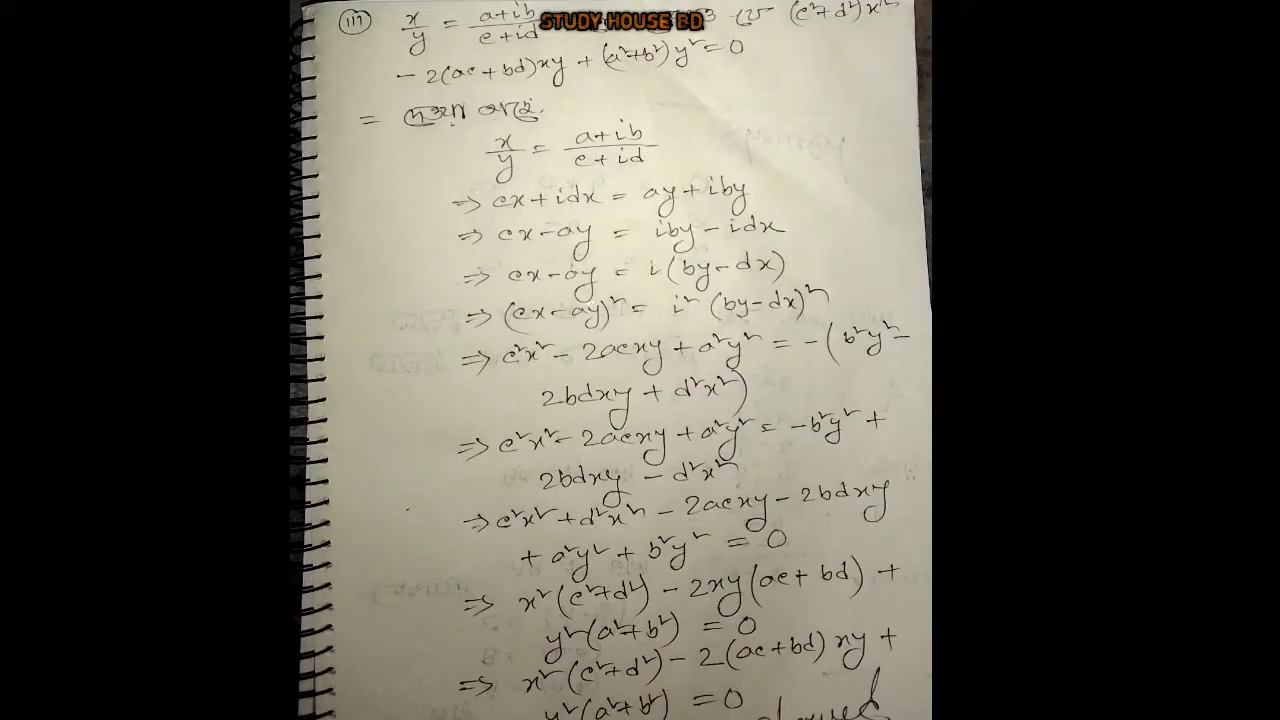 (117) x/y = (a+ib)/(c+id) STUDY HOUSE BD যে (c²+d²)x²
- 2(ac+bd)xy + (a²+b²)y² = 0
= দেওয়া আছে,
x/y = (a+ib)/(c+id)
⇒ cx+idx = ay+iby
⇒ cx-ay = iby-idx
⇒ cx-ay = i(by-dx)
⇒ (cx-ay)² = i² (by-dx)²
⇒ c²x² - 2acxy + a²y² = -(b²y² -
2bdxy + d²x²)
⇒ c²x² - 2acxy + a²y² = -b²y² +
2bdxy - d²x²
⇒ c²x² + d²x² - 2acxy - 2bdxy
+ a²y² + b²y² = 0
⇒ x²(c²+d²) - 2xy(ac+bd) +
y²(a²+b²) = 0
⇒ x²(c²+d²) - 2(ac+bd)xy +
y²(a²+b²) = 0